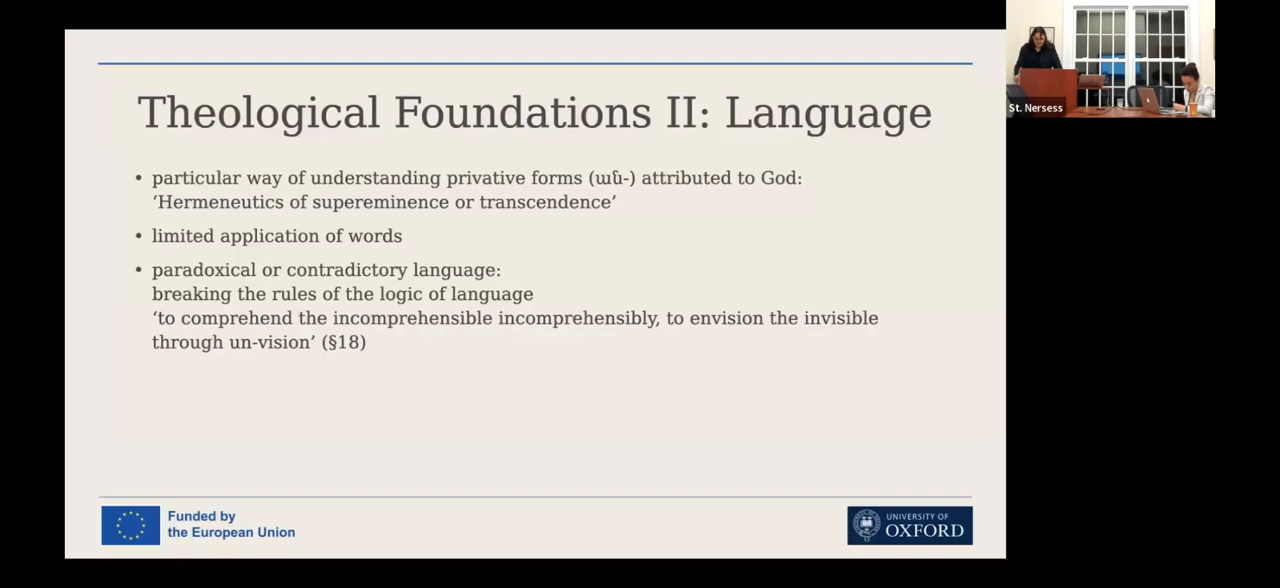 Theological Foundations II: Language
• particular way of understanding privative forms (ան-) attributed to God:
‘Hermeneutics of supereminence or transcendence’
• limited application of words
• paradoxical or contradictory language:
breaking the rules of the logic of language
‘to comprehend the incomprehensible incomprehensibly, to envision the invisible
through un-vision’ (§18)
Funded by
the European Union
UNIVERSITY OF
OXFORD
St. Nersess